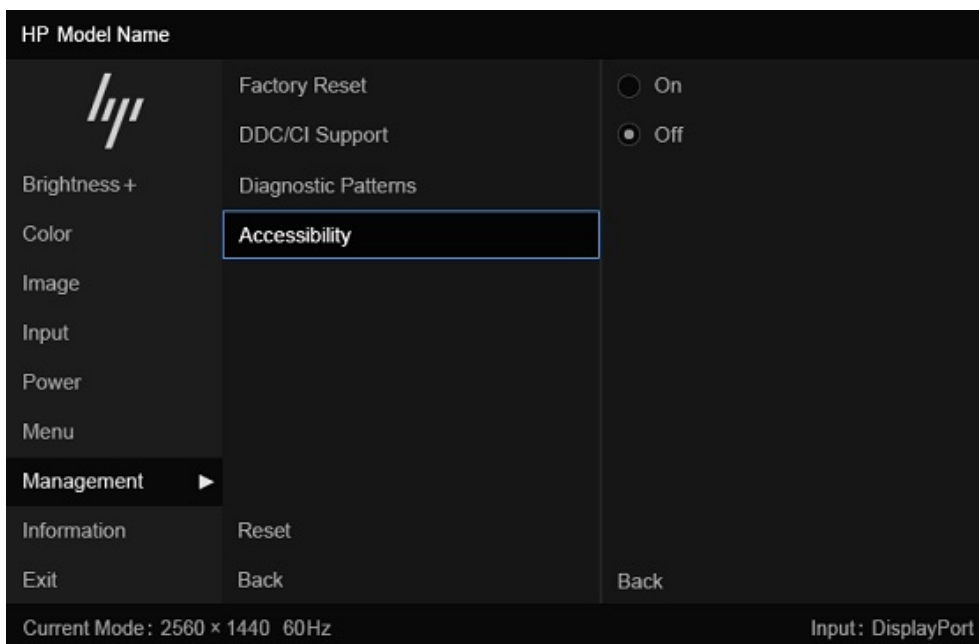 HP Model Name
hp
Factory Reset
On
DDC/CI Support
Off
Brightness+
Diagnostic Patterns
Color
Accessibility
Image
Input
Power
Menu
Management
Information
Reset
Exit
Back
Back
Current Mode: 2560 × 1440 60Hz
Input: DisplayPort